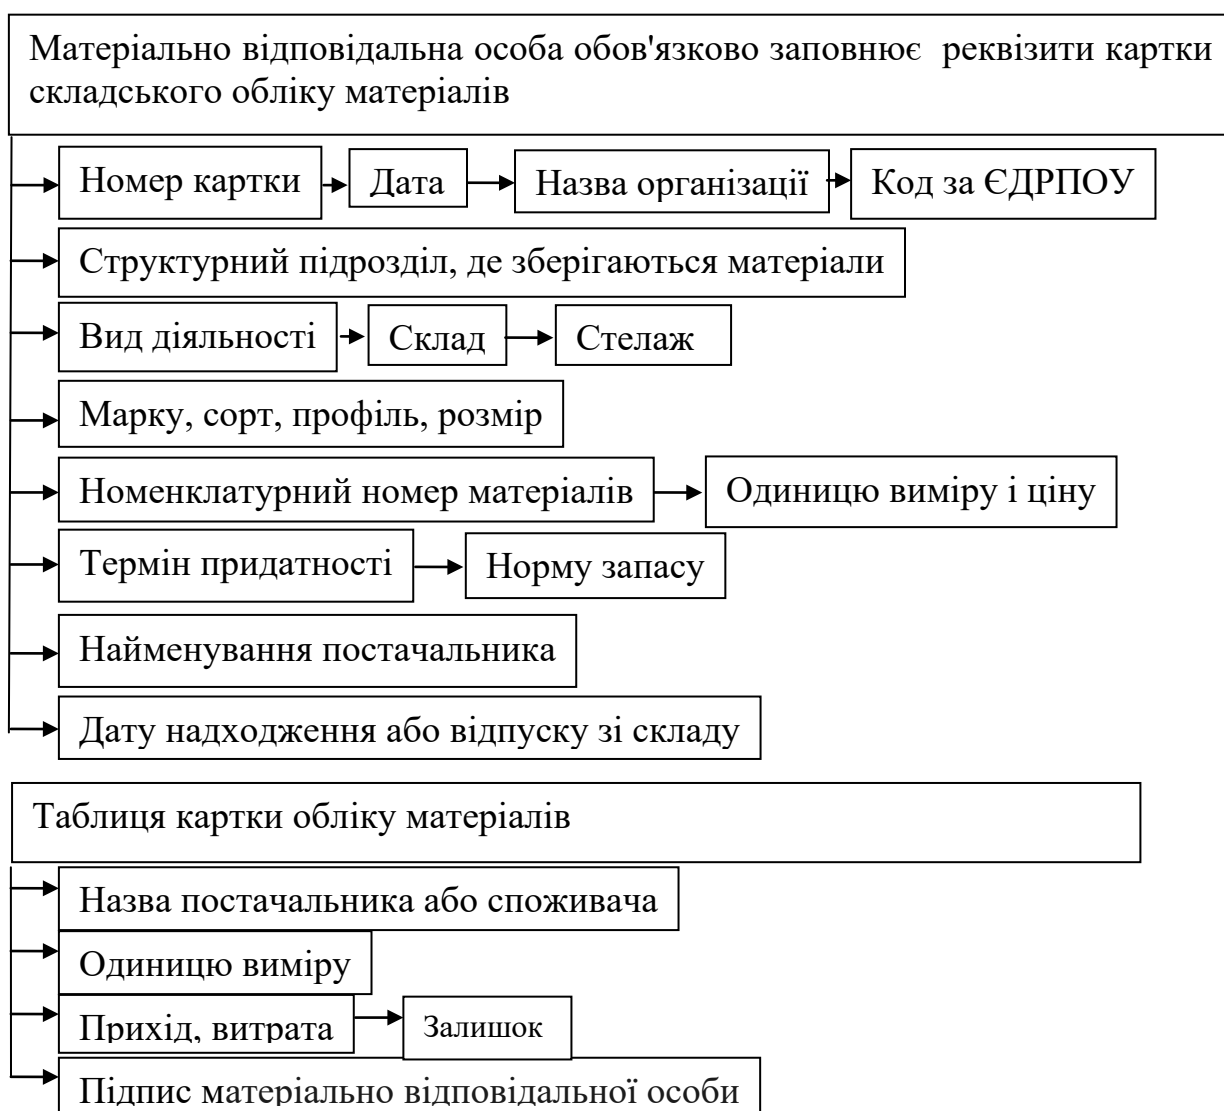 Матеріально відповідальна особа обов'язково заповнює реквізити картки
складського обліку матеріалів
Номер картки Дата Назва організації Код за ЄДРПОУ
Структурний підрозділ, де зберігаються матеріали
Вид діяльності Склад Стелаж
Марку, сорт, профіль, розмір
Номенклатурний номер матеріалів Одиницю виміру і ціну
Термін придатності Норму запасу
Найменування постачальника
Дату надходження або відпуску зі складу
Таблиця картки обліку матеріалів
Назва постачальника або споживача
Одиницю виміру
Прихід, витрата Залишок
Підпис матеріально відповідальної особи